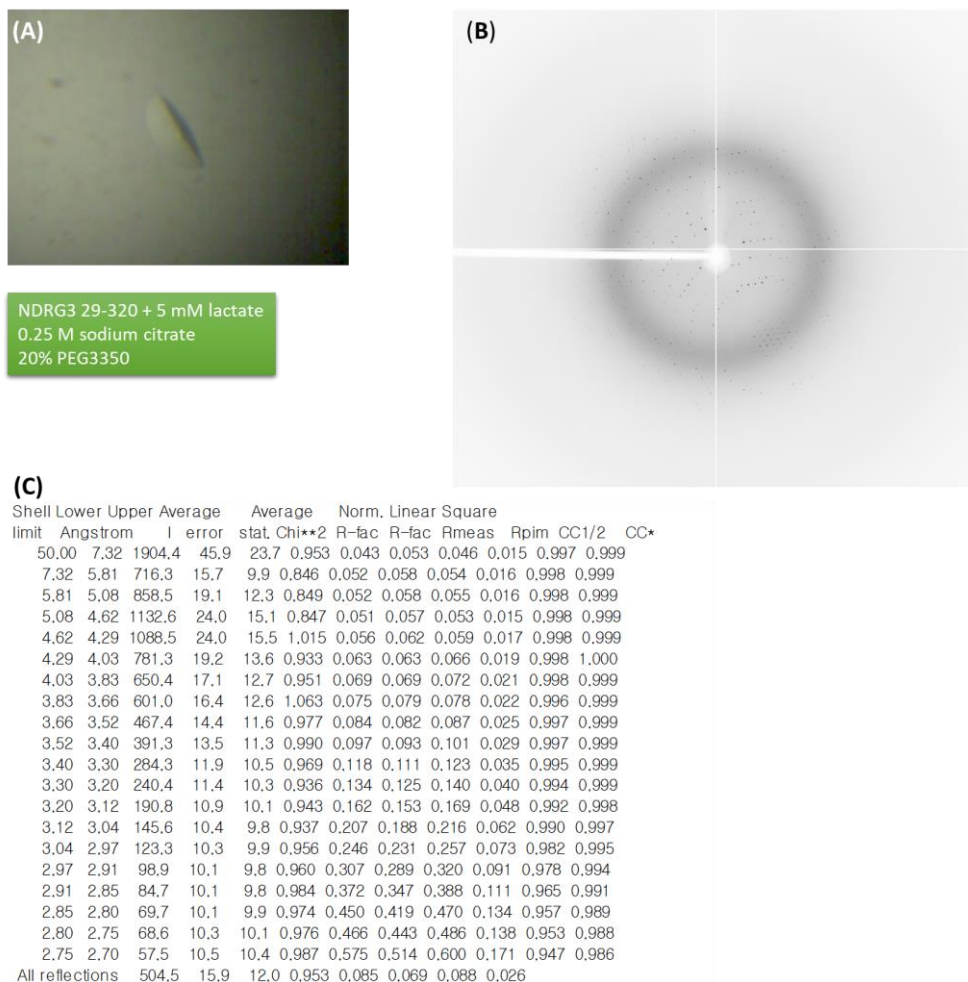 (A)
(B)
NDRG3 29-320 + 5 mM lactate
0.25 M sodium citrate
20% PEG3350
(C)
Shell Lower Upper Average Average Norm. Linear Square
limit Angstrom I error stat. Chi**2 R-fac R-fac Rmeas Rpim CC1/2 CC*
50.00 7.32 1904.4 45.9 23.7 0.953 0.043 0.053 0.046 0.015 0.997 0.999
7.32 5.81 716.3 15.7 9.9 0.846 0.052 0.058 0.054 0.016 0.998 0.999
5.81 5.08 858.5 19.1 12.3 0.849 0.052 0.058 0.055 0.016 0.998 0.999
5.08 4.62 1132.6 24.0 15.1 0.847 0.051 0.057 0.053 0.015 0.998 0.999
4.62 4.29 1088.5 24.0 15.5 1.015 0.056 0.062 0.059 0.017 0.998 0.999
4.29 4.03 781.3 19.2 13.6 0.933 0.063 0.063 0.066 0.019 0.998 1.000
4.03 3.83 650.4 17.1 12.7 0.951 0.069 0.069 0.072 0.021 0.998 0.999
3.83 3.66 601.0 16.4 12.6 1.063 0.075 0.079 0.078 0.022 0.996 0.999
3.66 3.52 467.4 14.4 11.6 0.977 0.084 0.082 0.087 0.025 0.997 0.999
3.52 3.40 391.3 13.5 11.3 0.990 0.097 0.093 0.101 0.029 0.997 0.999
3.40 3.30 284.3 11.9 10.5 0.969 0.118 0.111 0.123 0.035 0.995 0.999
3.30 3.20 240.4 11.4 10.3 0.936 0.134 0.125 0.140 0.040 0.994 0.999
3.20 3.12 190.8 10.9 10.1 0.943 0.162 0.153 0.169 0.048 0.992 0.998
3.12 3.04 145.6 10.4 9.8 0.937 0.207 0.188 0.216 0.062 0.990 0.997
3.04 2.97 123.3 10.3 9.9 0.956 0.246 0.231 0.257 0.073 0.982 0.995
2.97 2.91 98.9 10.1 9.8 0.960 0.307 0.289 0.320 0.091 0.978 0.994
2.91 2.85 84.7 10.1 9.8 0.984 0.372 0.347 0.388 0.111 0.965 0.991
2.85 2.80 69.7 10.1 9.9 0.974 0.450 0.419 0.470 0.134 0.957 0.989
2.80 2.75 68.6 10.3 10.1 0.976 0.466 0.443 0.486 0.138 0.953 0.988
2.75 2.70 57.5 10.5 10.4 0.987 0.575 0.514 0.600 0.171 0.947 0.986
All reflections 504.5 15.9 12.0 0.953 0.085 0.069 0.088 0.026